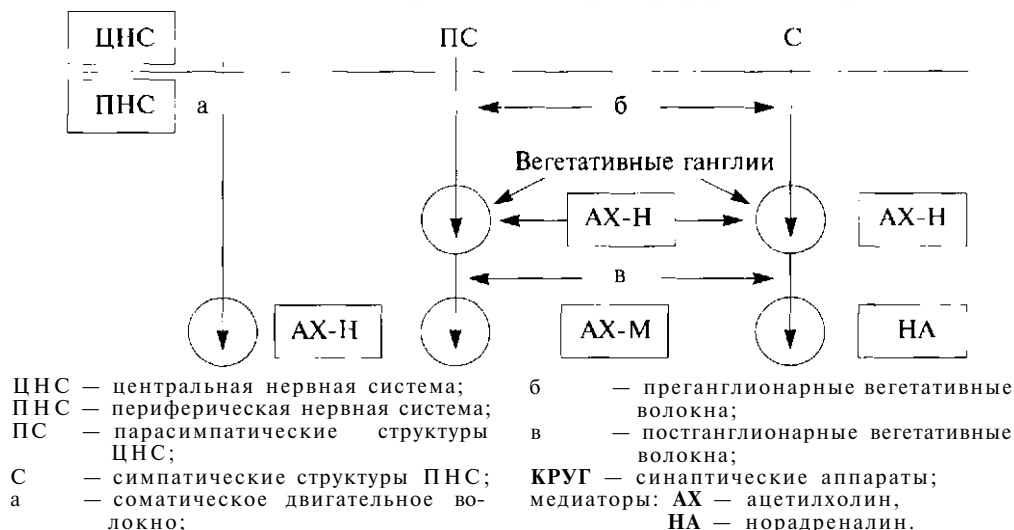 ЦНС ПС С
ПНС а б
Вегетативные ганглии
АХ-Н АХ-Н
в
АХ-Н АХ-М НА
ЦНС — центральная нервная система;
ПНС — периферическая нервная система;
ПС — парасимпатические структуры
ЦНС;
С — симпатические структуры ПНС;
а — соматическое двигательное во-
локно;
б — преганглионарные вегетативные
волокна;
в — постганглионарные вегетативные
волокна;
КРУГ — синаптические аппараты;
медиаторы: АХ — ацетилхолин,
НА — норадреналин.